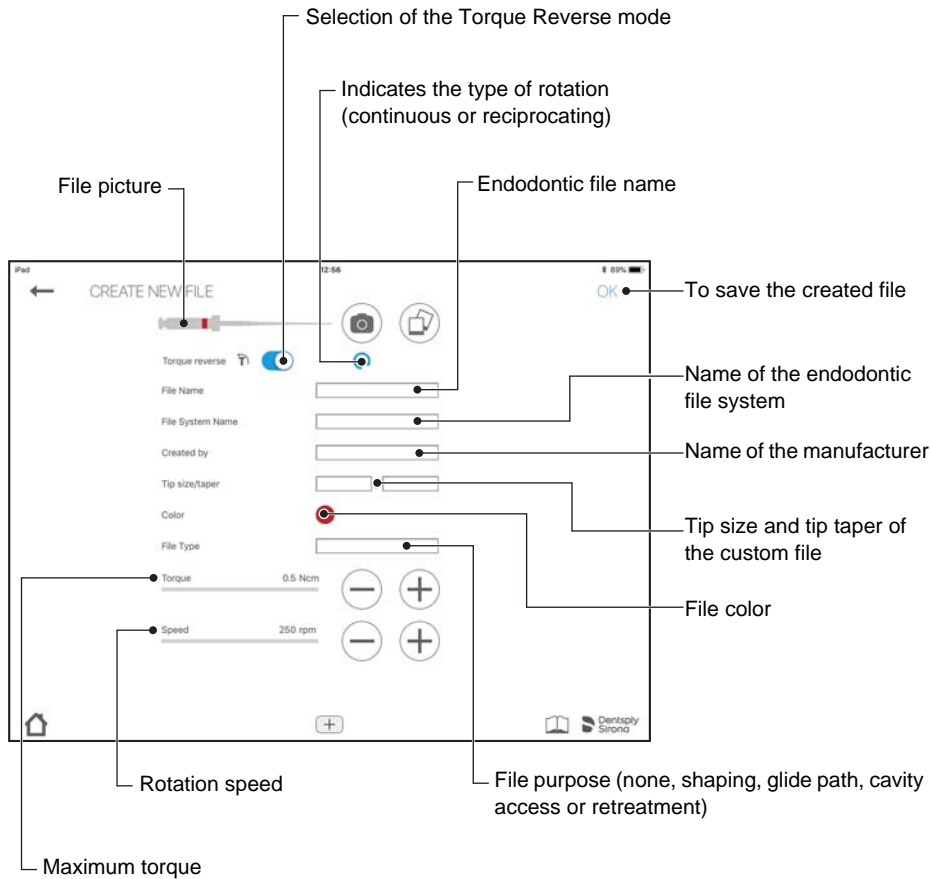 Selection of the Torque Reverse mode
Indicates the type of rotation
(continuous or reciprocating)
File picture
Endodontic file name
iPad
12:56
89%
CREATE NEW FILE
OK
To save the created file
Torque reverse
File Name
Name of the endodontic
file system
File System Name
Created by
Name of the manufacturer
Tip size/taper
Tip size and tip taper of
the custom file
Color
File Type
File color
Torque 0.5 Ncm
Speed 250 rpm
Dentsply
Sirona
Rotation speed
File purpose (none, shaping, glide path, cavity
access or retreatment)
Maximum torque